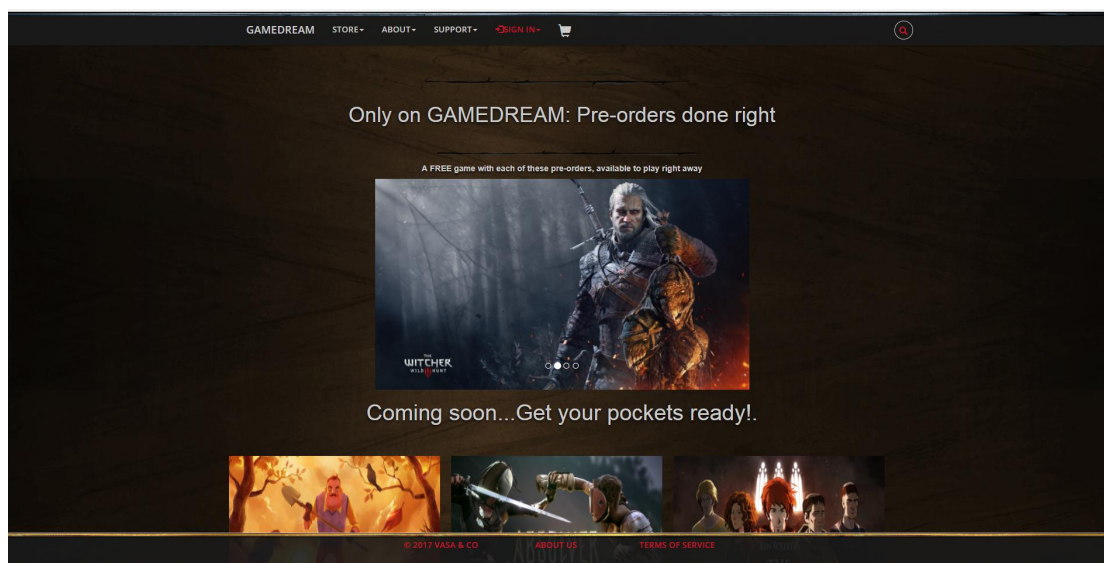 GAMEDREAM STORE ABOUT SUPPORT SIGN IN
Only on GAMEDREAM: Pre-orders done right
A FREE game with each of these pre-orders, available to play right away
THE
WITCHER
WILD HUNT
Coming soon...Get your pockets ready!.
ABSOLVER
© 2017 VASA & CO ABOUT US TERMS OF SERVICE